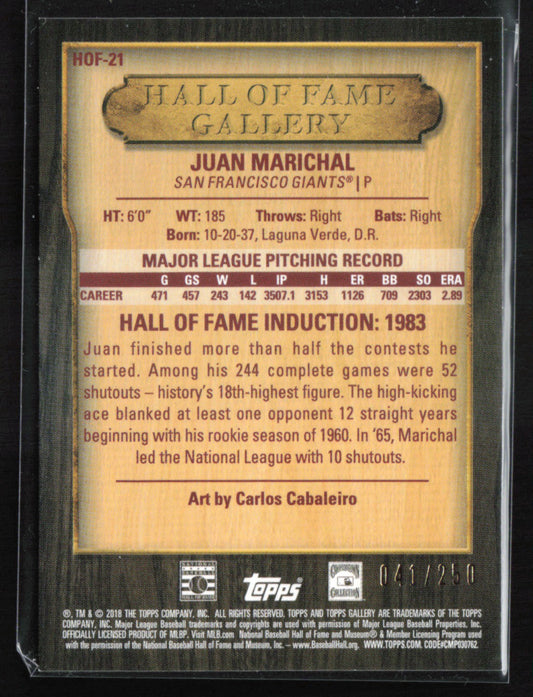 HOF-21
HALL OF FAME
GALLERY
JUAN MARICHAL
SAN FRANCISCO GIANTS® | P
HT: 6'0" WT: 185 Throws: Right Bats: Right
Born: 10-20-37, Laguna Verde, D.R.
MAJOR LEAGUE PITCHING RECORD
G GS W L IP H ER BB SO ERA
CAREER 471 457 243 142 3507.1 3153 1126 709 2303 2.89
HALL OF FAME INDUCTION: 1983
Juan finished more than half the contests he
started. Among his 244 complete games were 52
shutouts – history's 18th-highest figure. The high-kicking
ace blanked at least one opponent 12 straight years
beginning with his rookie season of 1960. In '65, Marichal
led the National League with 10 shutouts.
Art by Carlos Cabaleiro
TOPPS
041/250
®, TM & © 2018 THE TOPPS COMPANY, INC. ALL RIGHTS RESERVED. TOPPS AND TOPPS GALLERY ARE TRADEMARKS OF THE TOPPS
COMPANY, INC. Major League Baseball trademarks and copyrights are used with permission of Major League Baseball Properties, Inc.
OFFICIALLY LICENSED PRODUCT OF MLBP. Visit MLB.com. National Baseball Hall of Fame and Museum® & Member Licensing Program used
with the permission of the National Baseball Hall of Fame and Museum, Inc. – www.BaseballHall.org. WWW.TOPPS.COM. CODE#CMP030762.